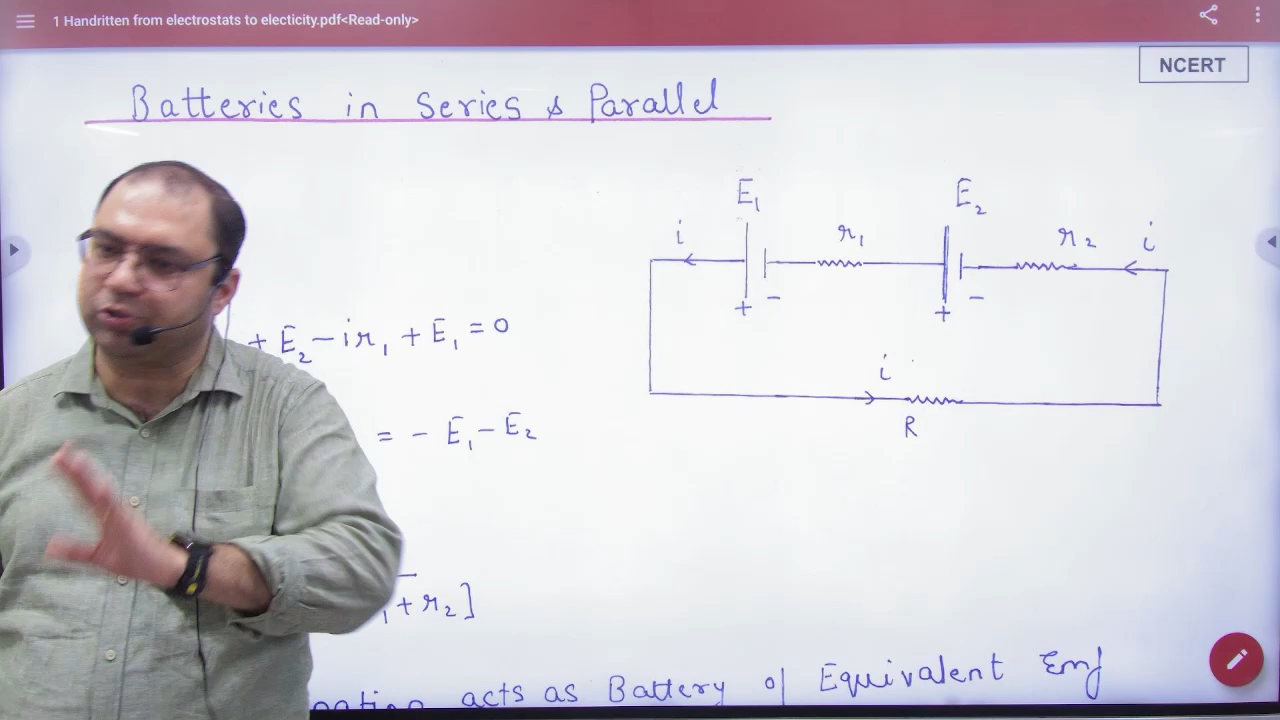 1 Handritten from electrostats to electicity.pdf<Read-only>
NCERT
Batteries in Series & Parallel
E₁ E₂
i r₁ r₂ i
+ - + -
+ E₂ - ir₁ + E₁ = 0
i
R
= - E₁ - E₂
₁ + r₂ ]
acts as Battery of Equivalent Emf